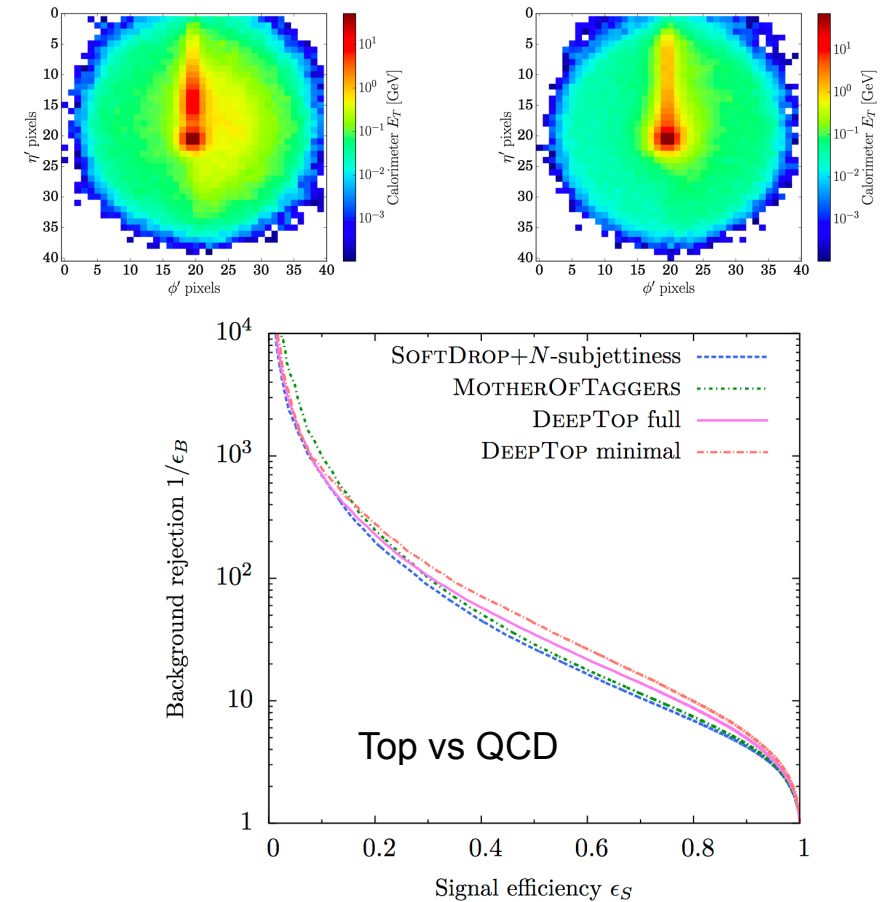 0
5
10
15
20
25
30
35
40
η′ pixels
0 5 10 15 20 25 30 35 40
φ′ pixels
10¹
10⁰
10⁻¹
10⁻²
10⁻³
Calorimeter E_T [GeV]
0
5
10
15
20
25
30
35
40
η′ pixels
0 5 10 15 20 25 30 35 40
φ′ pixels
10¹
10⁰
10⁻¹
10⁻²
10⁻³
Calorimeter E_T [GeV]
10⁴
10³
10²
10
1
Background rejection 1/ϵ_B
SOFTDROP+N-subjettiness
MOTHEROFTAGGERS
DEEPTOP full
DEEPTOP minimal
Top vs QCD
0 0.2 0.4 0.6 0.8 1
Signal efficiency ϵ_S